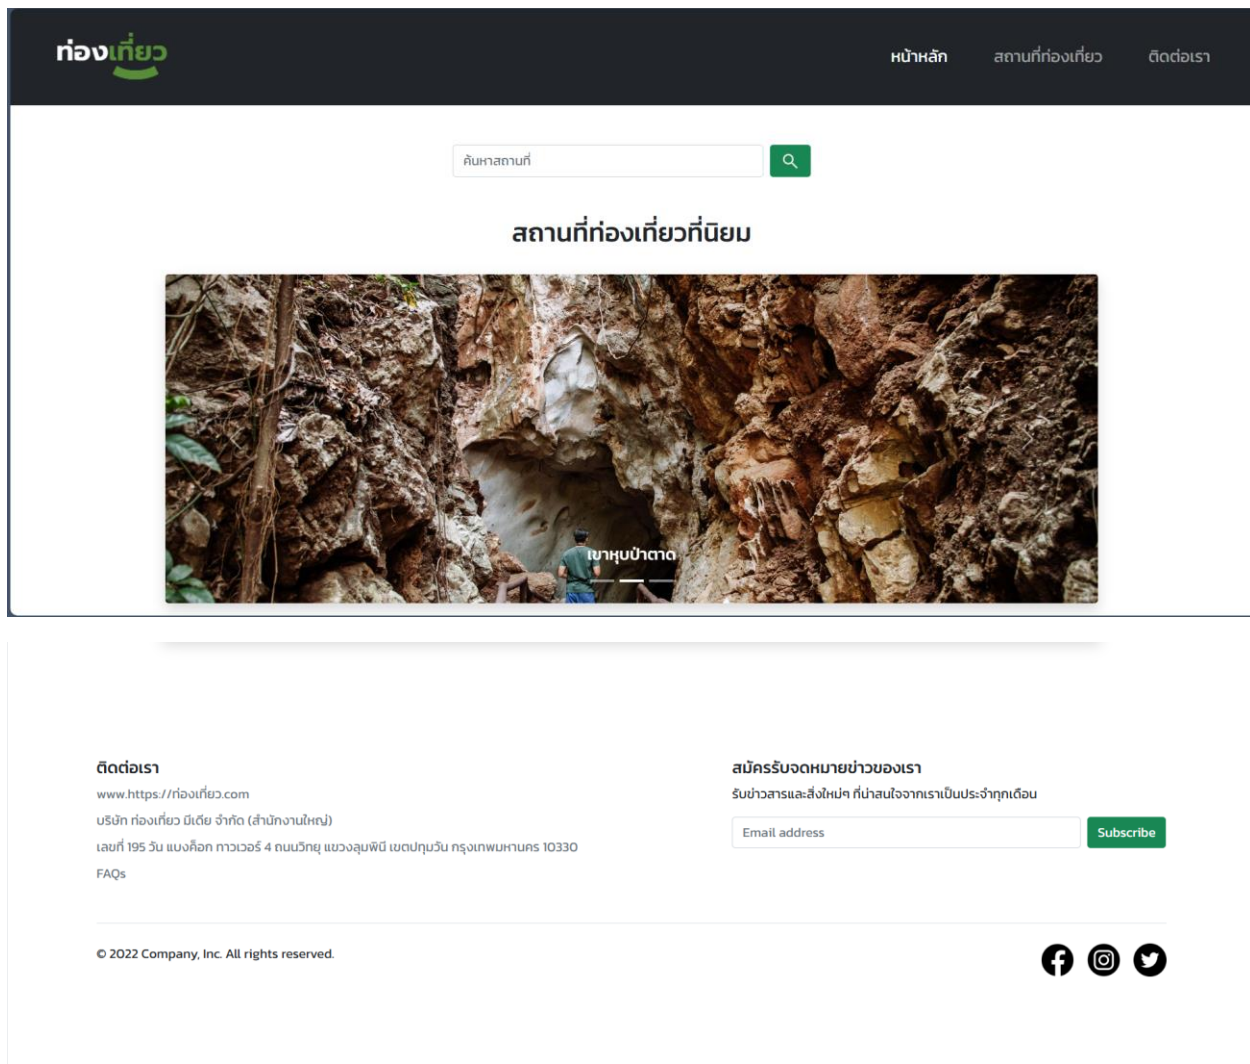 ท่องเที่ยว
หน้าหลัก สถานที่ท่องเที่ยว ติดต่อเรา
ค้นหาสถานที่
สถานที่ท่องเที่ยวที่นิยม
เขาหุบป่าตาด
ติดต่อเรา
www.https://ท่องเที่ยว.com
บริษัท ท่องเที่ยว มีเดีย จำกัด (สำนักงานใหญ่)
เลขที่ 195 วัน แบงค็อก ทาวเวอร์ 4 ถนนวิทยุ แขวงลุมพินี เขตปทุมวัน กรุงเทพมหานคร 10330
FAQs
สมัครรับจดหมายข่าวของเรา
รับข่าวสารและสิ่งใหม่ๆ ที่น่าสนใจจากเราเป็นประจำทุกเดือน
Email address Subscribe
© 2022 Company, Inc. All rights reserved.